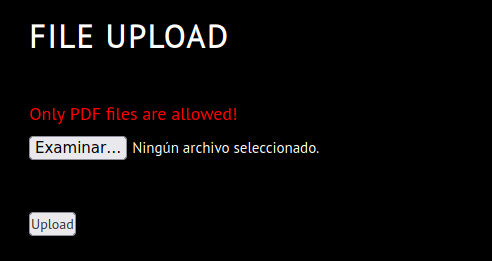 FILE UPLOAD
Only PDF files are allowed!
Examinar... Ningún archivo seleccionado.
Upload